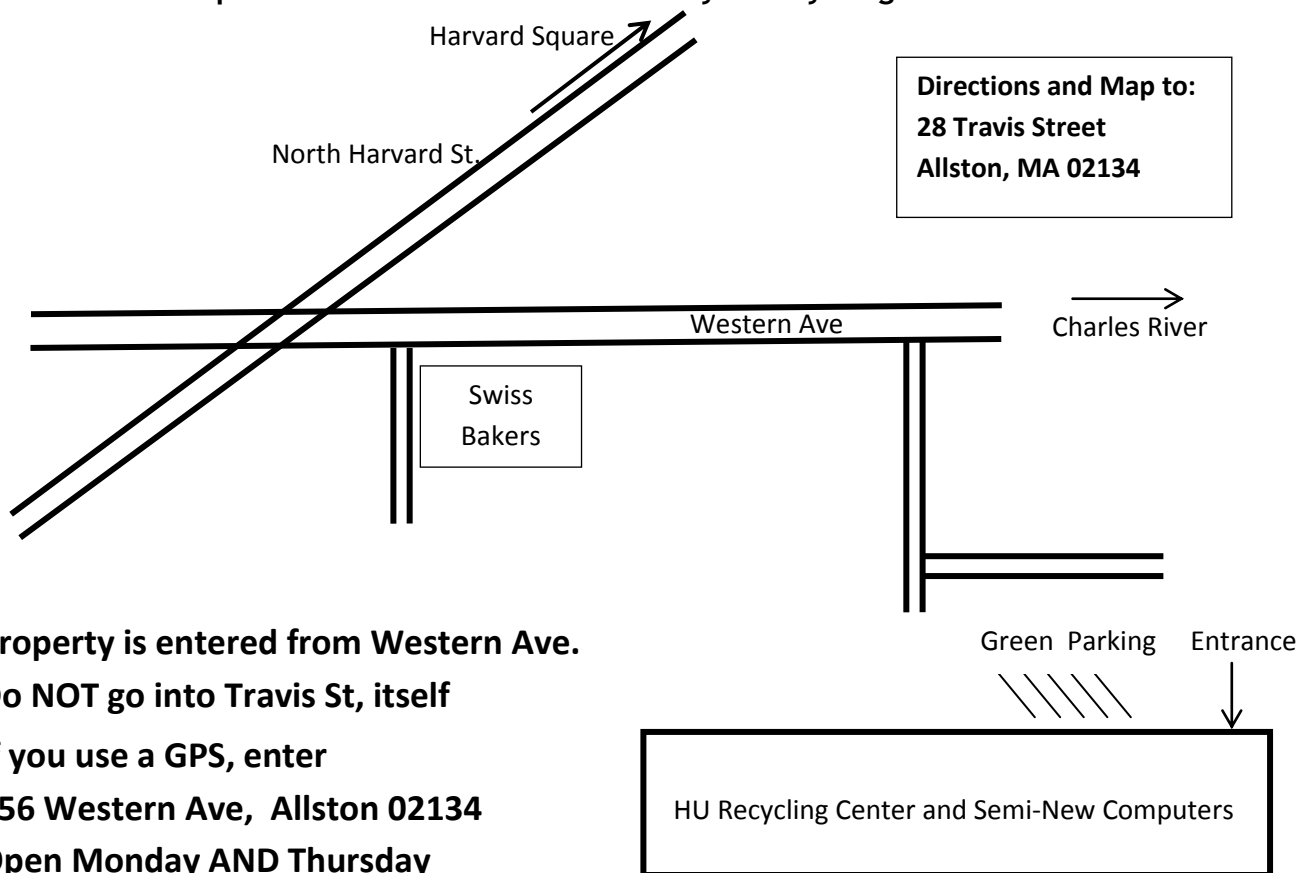 Harvard Square
Directions and Map to:
28 Travis Street
Allston, MA 02134
North Harvard St.
Western Ave
Charles River
Swiss
Bakers
Green Parking
Entrance
property is entered from Western Ave.
Do NOT go into Travis St, itself
you use a GPS, enter
56 Western Ave, Allston 02134
Open Monday AND Thursday
HU Recycling Center and Semi-New Computers